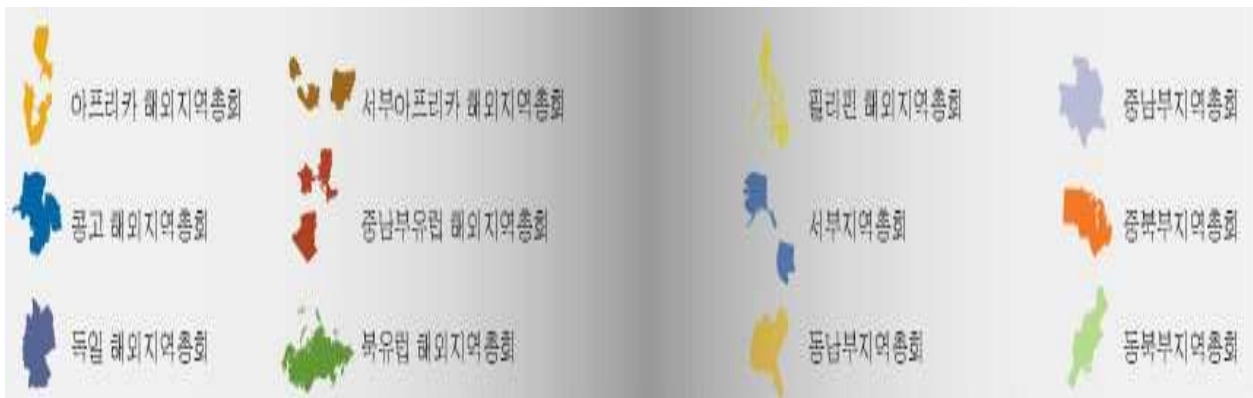 아프리카 해외지역총회
서부아프리카 해외지역총회
필리핀 해외지역총회
중남부지역총회
콩고 해외지역총회
중남부유럽 해외지역총회
서부지역총회
중북부지역총회
독일 해외지역총회
북유럽 해외지역총회
동남부지역총회
동북부지역총회